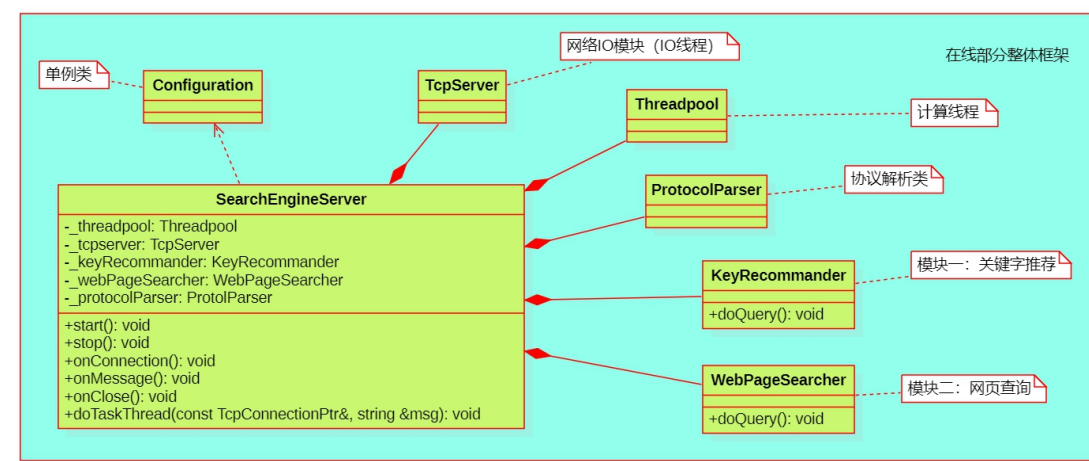 在线部分整体框架
单例类
Configuration
TcpServer
网络IO模块（IO线程）
Threadpool
计算线程
ProtocolParser
协议解析类
SearchEngineServer
-_threadpool: Threadpool
-_tcpserver: TcpServer
-_keyRecommander: KeyRecommander
-_webPageSearcher: WebPageSearcher
-_protocolParser: ProtolParser
+start(): void
+stop(): void
+onConnection(): void
+onMessage(): void
+onClose(): void
+doTaskThread(const TcpConnectionPtr&, string &msg): void
KeyRecommander
+doQuery(): void
模块一：关键字推荐
WebPageSearcher
+doQuery(): void
模块二：网页查询